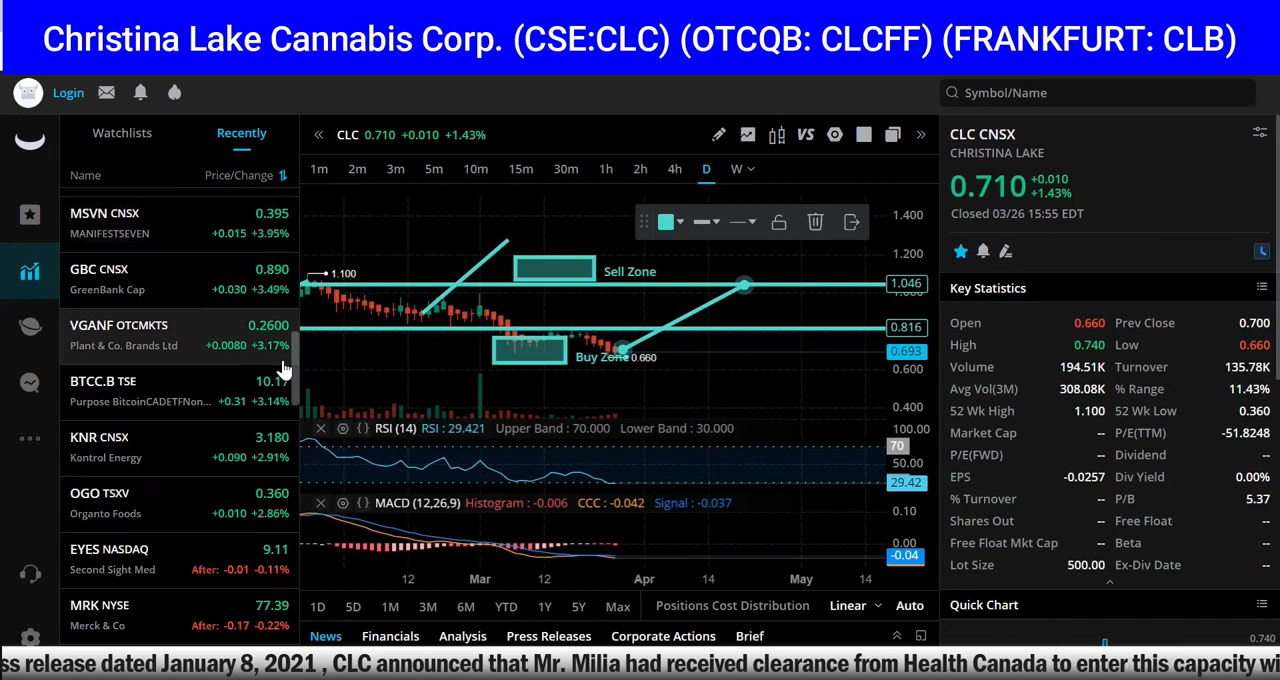 Christina Lake Cannabis Corp. (CSE:CLC) (OTCQB: CLCFF) (FRANKFURT: CLB)
Login
Symbol/Name
Watchlists Recently
Name Price/Change
MSVN CNSX 0.395
MANIFESTSEVEN +0.015 +3.95%
GBC CNSX 0.890
GreenBank Cap +0.030 +3.49%
VGANF OTCMKTS 0.2600
Plant & Co. Brands Ltd +0.0080 +3.17%
BTCC.B TSE 10.17
Purpose BitcoinCADETFNon... +0.31 +3.14%
KNR CNSX 3.180
Kontrol Energy +0.090 +2.91%
OGO TSXV 0.360
Organto Foods +0.010 +2.86%
EYES NASDAQ 9.11
Second Sight Med After: -0.01 -0.11%
MRK NYSE 77.39
Merck & Co After: -0.17 -0.22%
CLC 0.710 +0.010 +1.43%
VS
1m 2m 3m 5m 10m 15m 30m 1h 2h 4h D W
1.400
1.200
Sell Zone
1.100
1.046
0.816
Buy Zone 0.660
0.693
0.600
0.400
RSI (14) RSI : 29.421 Upper Band : 70.000 Lower Band : 30.000
100.00
70
50.00
29.42
MACD (12,26,9) Histogram : -0.006 CCC : -0.042 Signal : -0.037
0.10
0.00
-0.04
12 Mar 12 Apr 14 May 14
1D 5D 1M 3M 6M YTD 1Y 5Y Max Positions Cost Distribution Linear Auto
News Financials Analysis Press Releases Corporate Actions Brief
CLC CNSX
CHRISTINA LAKE
0.710 +0.010
+1.43%
Closed 03/26 15:55 EDT
Key Statistics
Open 0.660 Prev Close 0.700
High 0.740 Low 0.660
Volume 194.51K Turnover 135.78K
Avg Vol(3M) 308.08K % Range 11.43%
52 Wk High 1.100 52 Wk Low 0.360
Market Cap -- P/E(TTM) -51.8248
P/E(FWD) -- Dividend --
EPS -0.0257 Div Yield 0.00%
% Turnover -- P/B 5.37
Shares Out -- Free Float --
Free Float Mkt Cap -- Beta --
Lot Size 500.00 Ex-Div Date --
Quick Chart
0.740
ss release dated January 8, 2021 , CLC announced that Mr. Milia had received clearance from Health Canada to enter this capacity wi